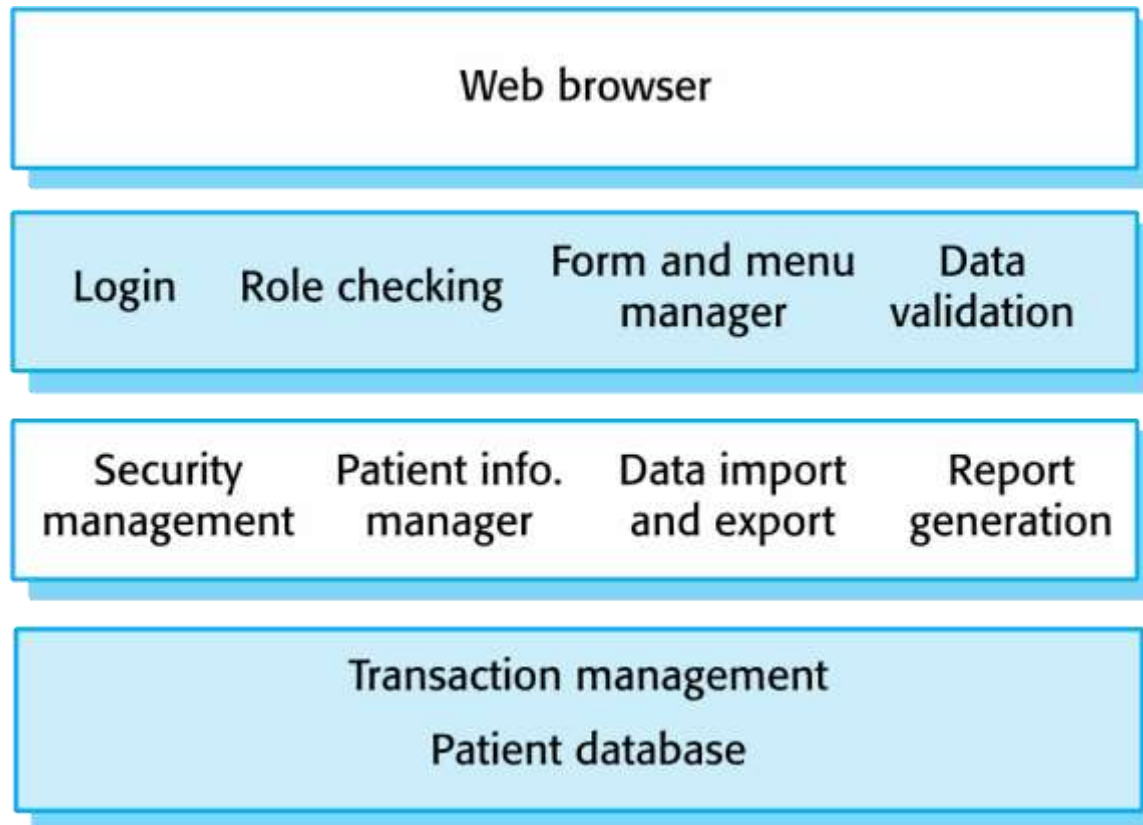 Web browser
Login Role checking Form and menu manager Data validation
Security management Patient info. manager Data import and export Report generation
Transaction management
Patient database